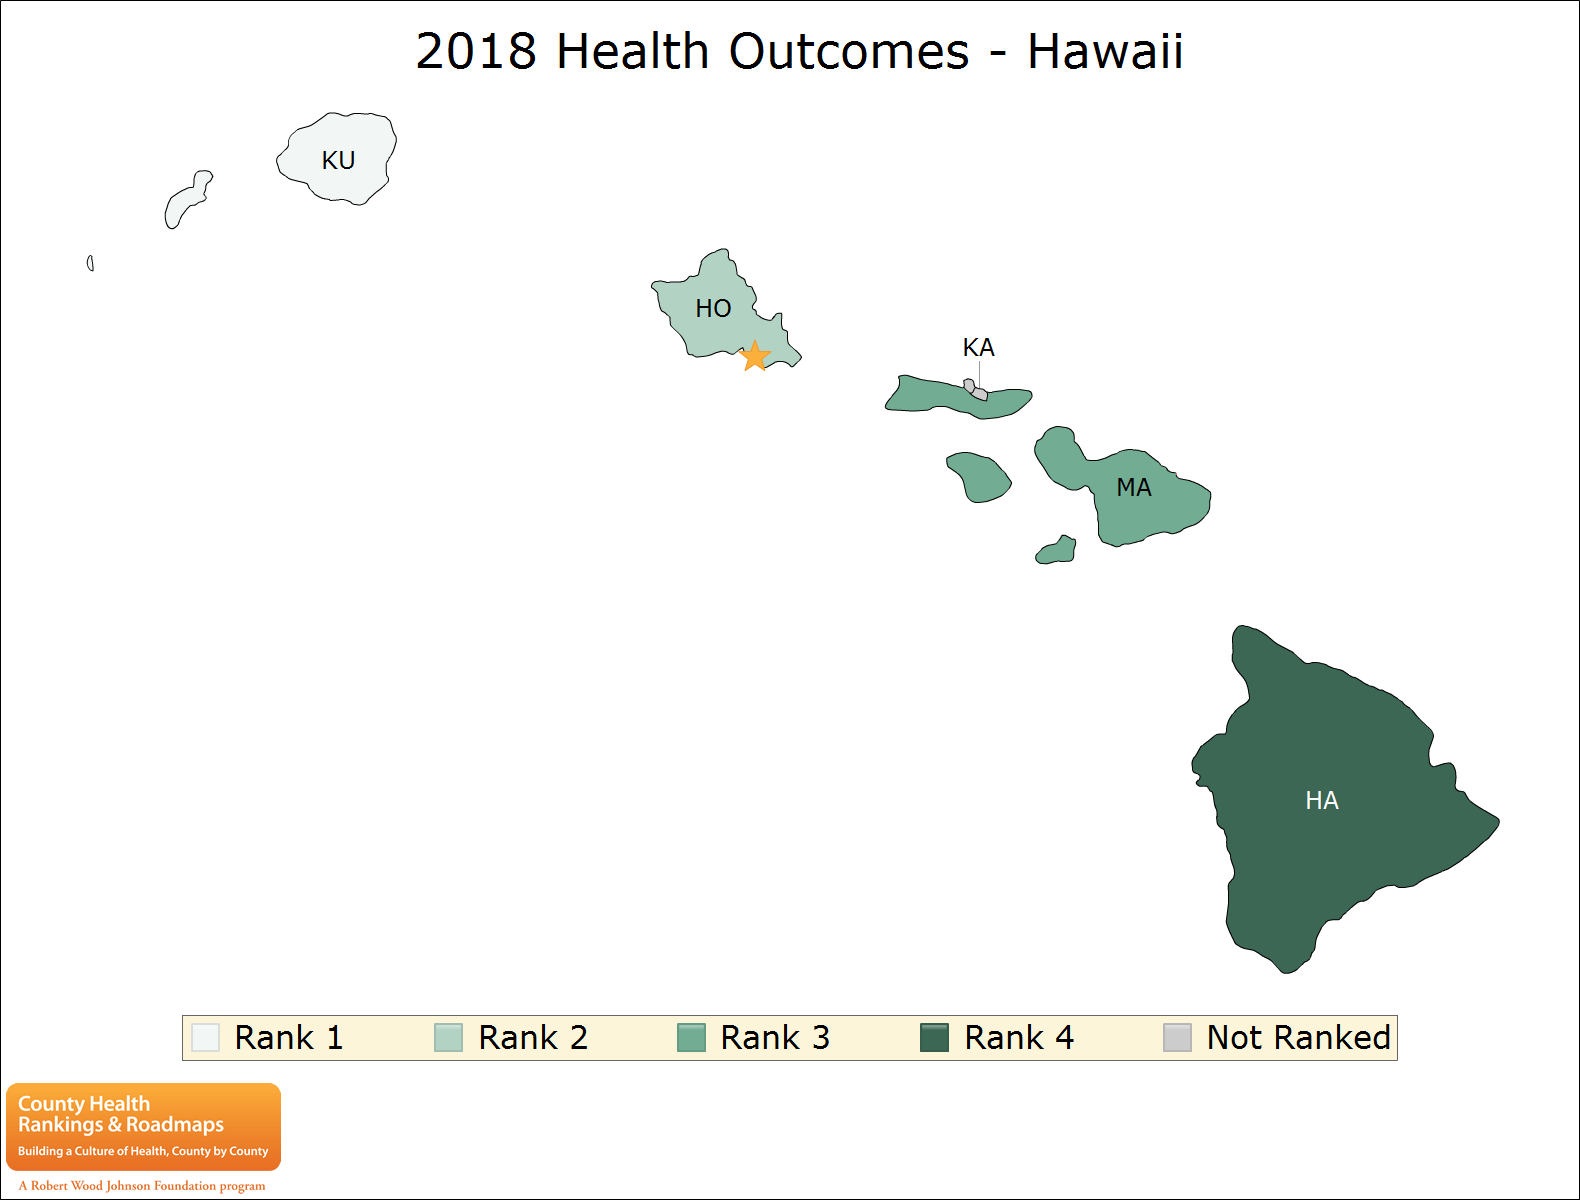 2018 Health Outcomes - Hawaii
KU
HO
KA
MA
HA
Rank 1 Rank 2 Rank 3 Rank 4 Not Ranked
County Health
Rankings & Roadmaps
Building a Culture of Health, County by County
A Robert Wood Johnson Foundation program